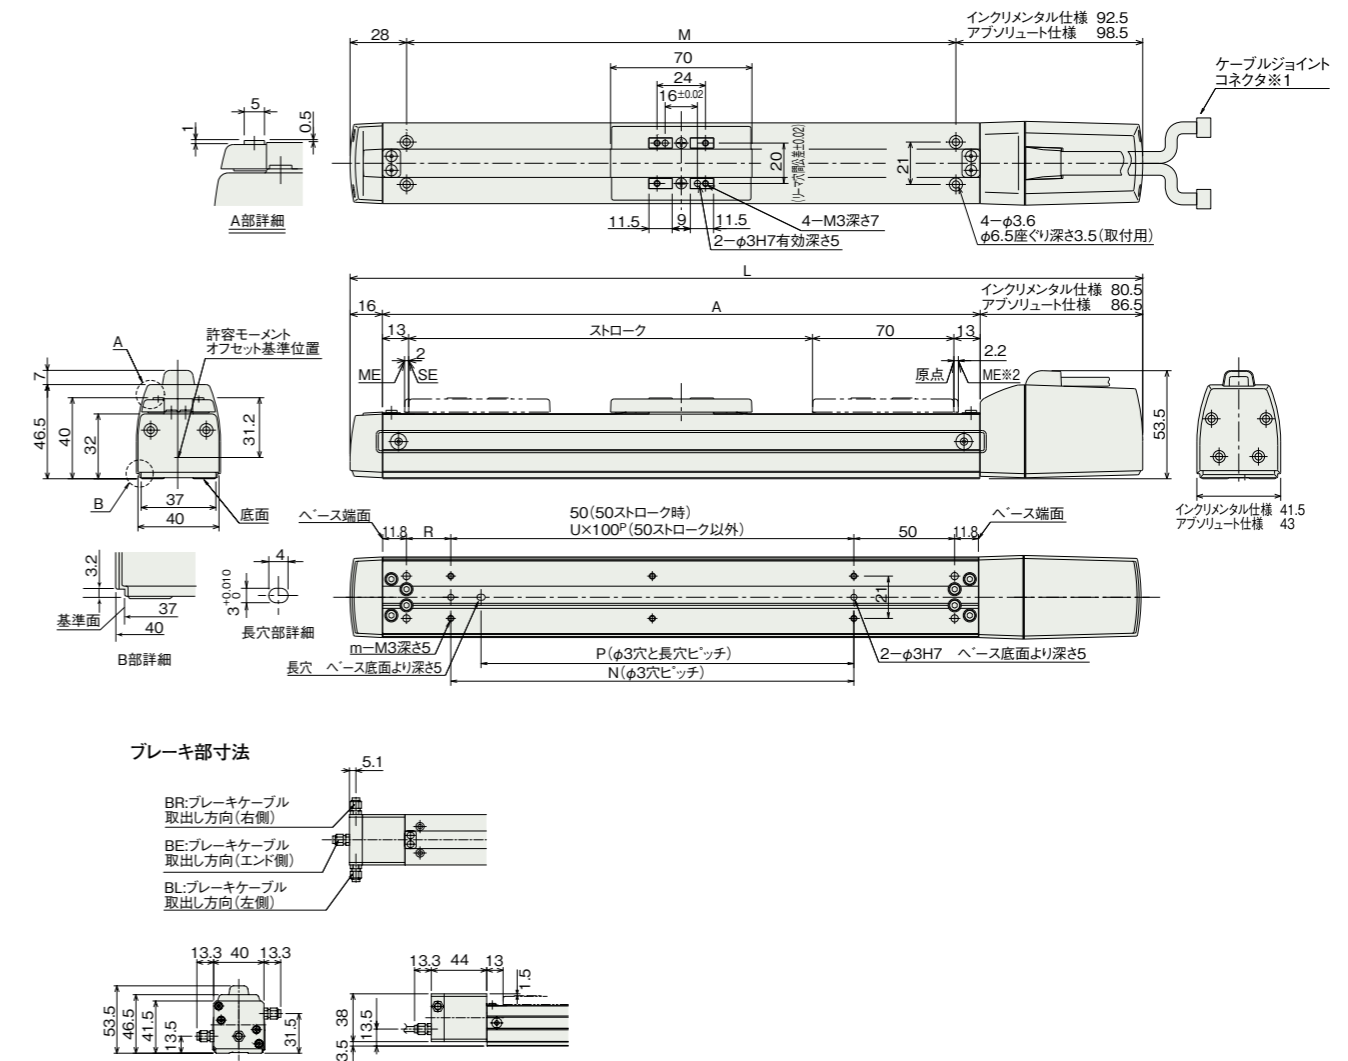 インクリメンタル仕様 92.5
アブソリュート仕様 98.5
28
M
70
24
16±0.02
ケーブルジョイント
コネクタ※1
5
1
0.5
A部詳細
20
(リーマ穴間公差±0.02)
21
11.5
9
11.5
4-M3深さ7
2-φ3H7有効深さ5
4-φ3.6
φ6.5座ぐり深さ3.5(取付用)
L
インクリメンタル仕様 80.5
アブソリュート仕様 86.5
16
A
13
ストローク
70
13
2
2.2
ME
SE
原点
ME※2
許容モーメント
オフセット基準位置
A
7
46.5
40
32
31.2
B
37
40
底面
53.5
インクリメンタル仕様 41.5
アブソリュート仕様 43
ベース端面
50(50ストローク時)
U×100P(50ストローク以外)
ベース端面
11.8
R
50
11.8
3.2
基準面
37
40
B部詳細
4
3+0.010 0
長穴部詳細
21
m-M3深さ5
長穴 ベース底面より深さ5
P(φ3穴と長穴ピッチ)
N(φ3穴ピッチ)
2-φ3H7 ベース底面より深さ5
ブレーキ部寸法
5.1
BR:ブレーキケーブル
取出し方向(右側)
BE:ブレーキケーブル
取出し方向(エンド側)
BL:ブレーキケーブル
取出し方向(左側)
13.3
40
13.3
53.5
46.5
41.5
13.5
31.5
13.3
44
13
1.5
38
13.5
3.5